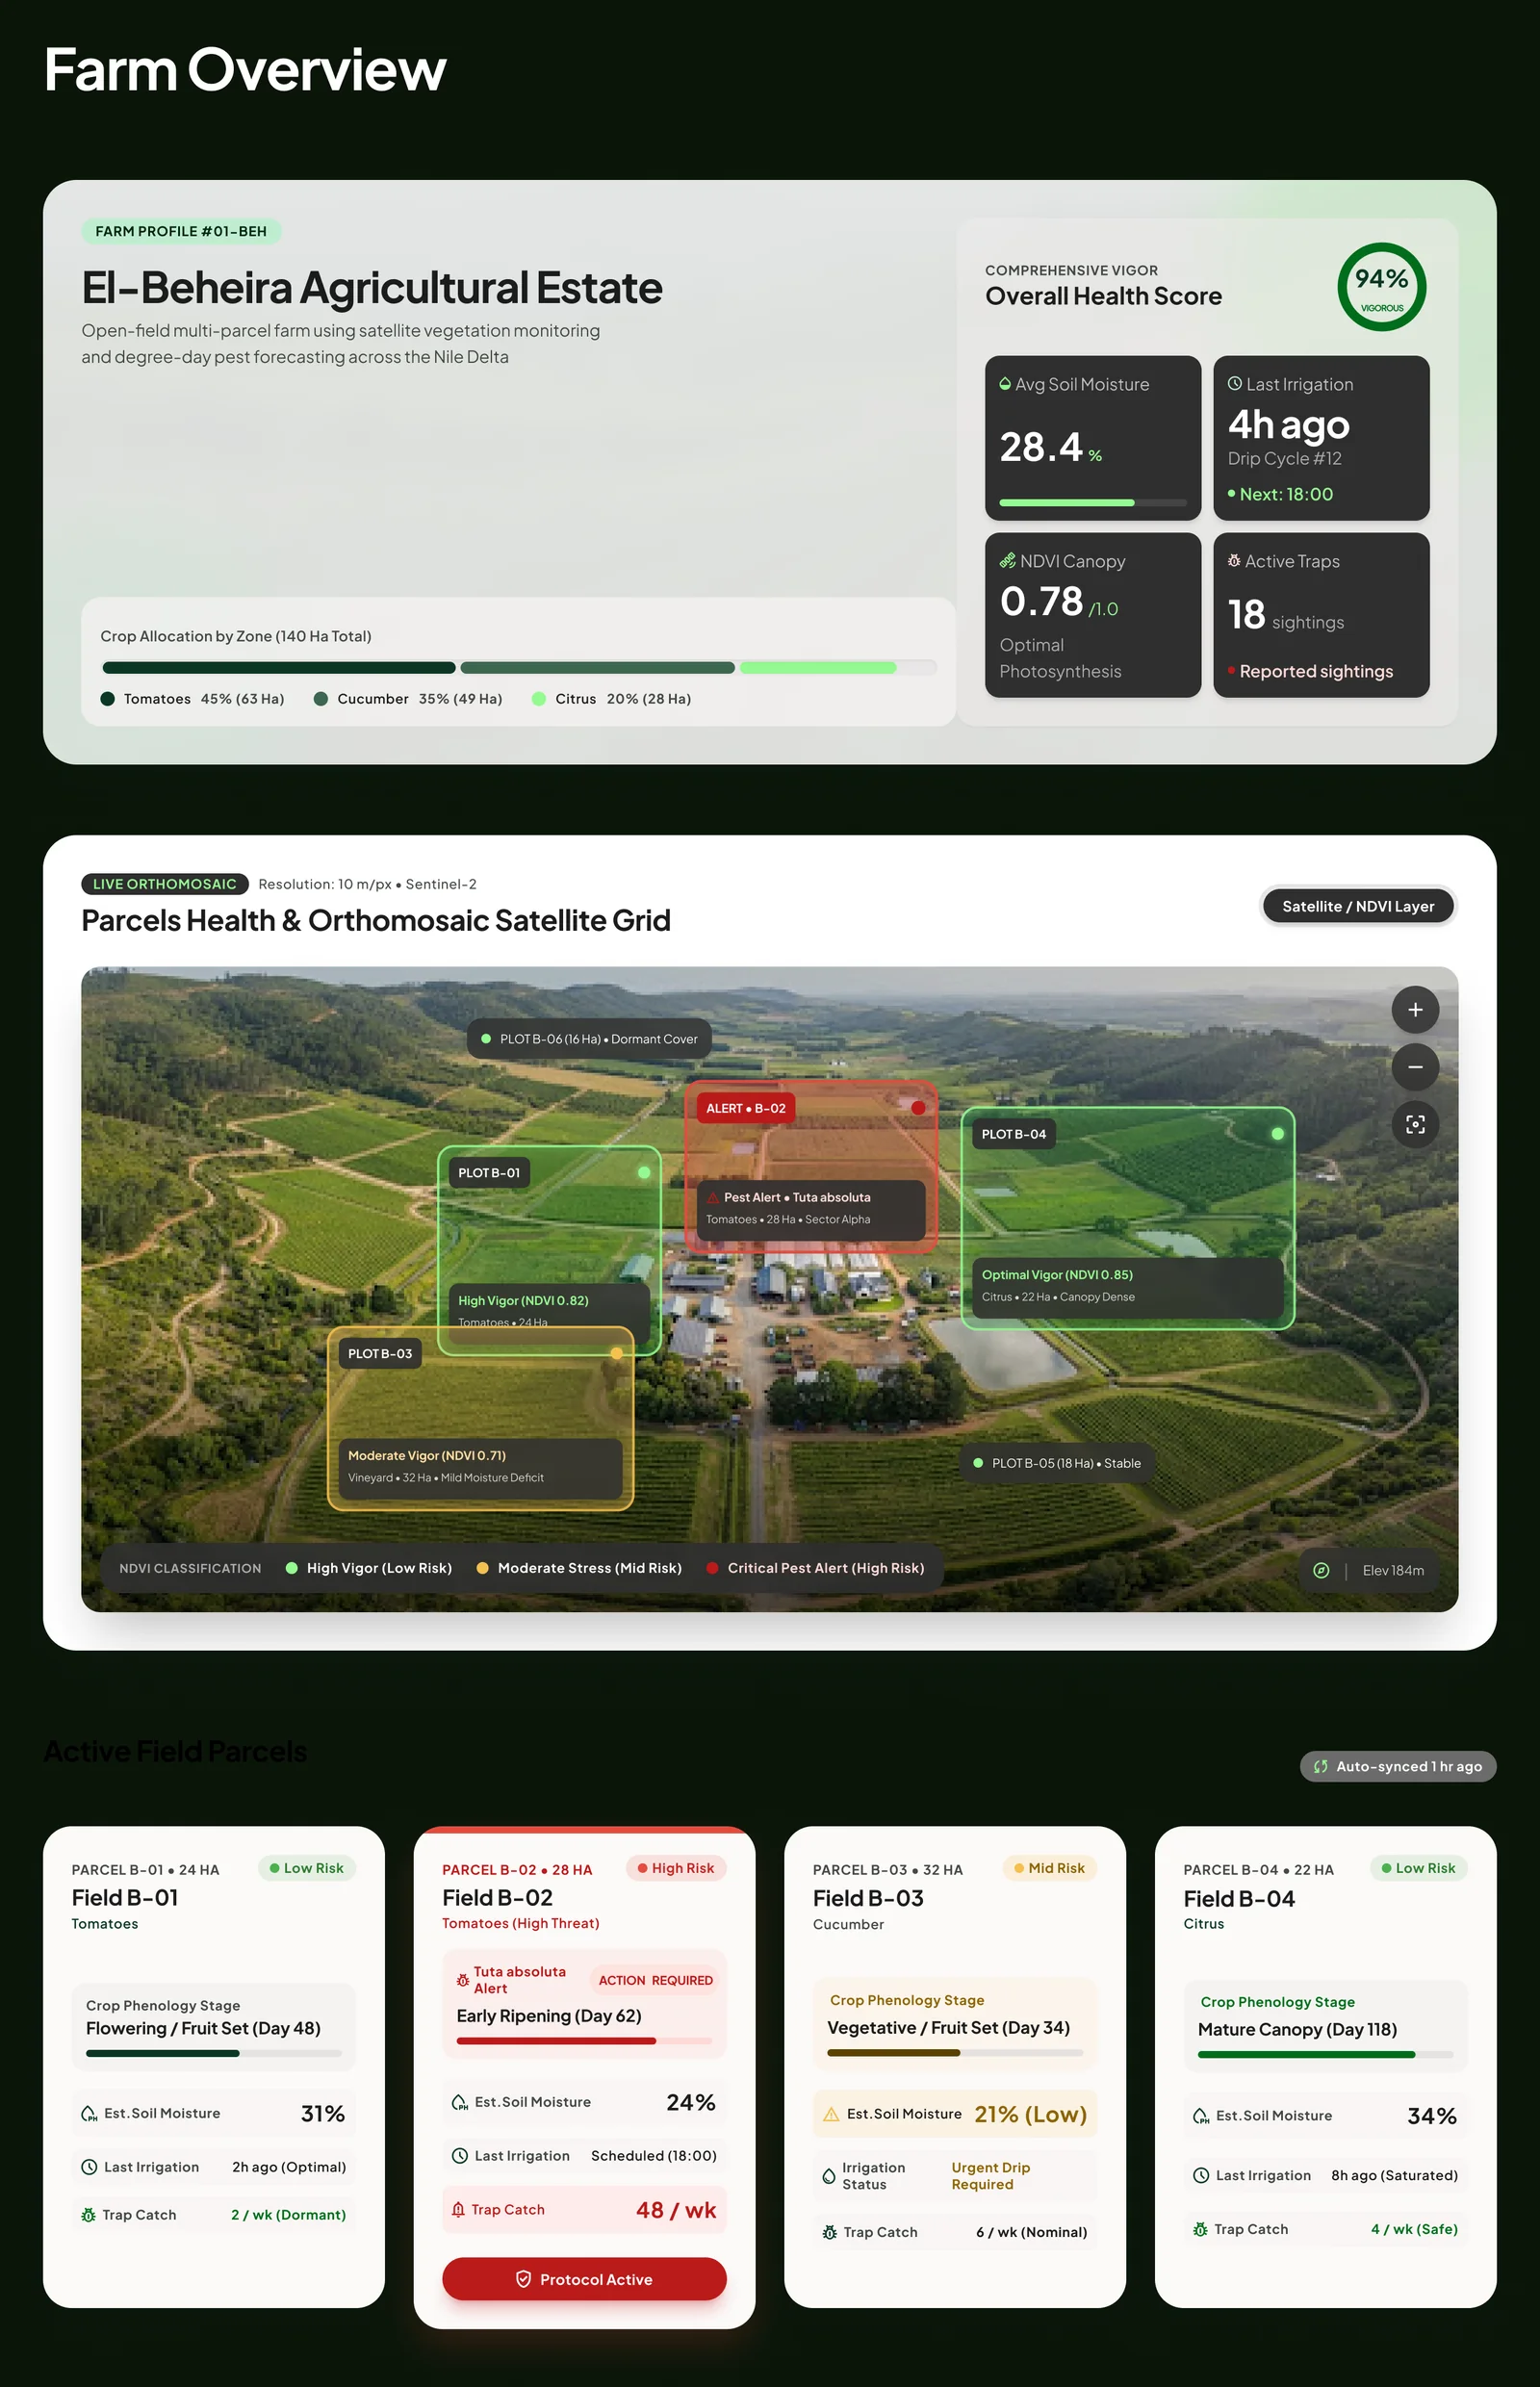 Farm Overview
FARM PROFILE #01-BEH
El-Beheira Agricultural Estate
Open-field multi-parcel farm using satellite vegetation monitoring
and degree-day pest forecasting across the Nile Delta
Crop Allocation by Zone (140 Ha Total)
Tomatoes 45% (63 Ha) Cucumber 35% (49 Ha) Citrus 20% (28 Ha)
COMPREHENSIVE VIGOR
Overall Health Score
94%
VIGOROUS
Avg Soil Moisture
28.4 %
Last Irrigation
4h ago
Drip Cycle #12
Next: 18:00
NDVI Canopy
0.78 /1.0
Optimal
Photosynthesis
Active Traps
18 sightings
Reported sightings
LIVE ORTHOMOSAIC Resolution: 10 m/px • Sentinel-2
Parcels Health & Orthomosaic Satellite Grid
Satellite / NDVI Layer
PLOT B-06 (16 Ha) • Dormant Cover
ALERT • B-02
Pest Alert • Tuta absoluta
Tomatoes • 28 Ha • Sector Alpha
PLOT B-04
Optimal Vigor (NDVI 0.85)
Citrus • 22 Ha • Canopy Dense
PLOT B-01
High Vigor (NDVI 0.82)
Tomatoes • 24 Ha
PLOT B-03
Moderate Vigor (NDVI 0.71)
Vineyard • 32 Ha • Mild Moisture Deficit
PLOT B-05 (18 Ha) • Stable
NDVI CLASSIFICATION High Vigor (Low Risk) Moderate Stress (Mid Risk) Critical Pest Alert (High Risk)
Elev 184m
Active Field Parcels
Auto-synced 1 hr ago
PARCEL B-01 • 24 HA Low Risk
Field B-01
Tomatoes
Crop Phenology Stage
Flowering / Fruit Set (Day 48)
Est.Soil Moisture 31%
Last Irrigation 2h ago (Optimal)
Trap Catch 2 / wk (Dormant)
PARCEL B-02 • 28 HA High Risk
Field B-02
Tomatoes (High Threat)
Tuta absoluta
Alert
ACTION REQUIRED
Early Ripening (Day 62)
PH Est.Soil Moisture 24%
Last Irrigation Scheduled (18:00)
Trap Catch 48 / wk
Protocol Active
PARCEL B-03 • 32 HA Mid Risk
Field B-03
Cucumber
Crop Phenology Stage
Vegetative / Fruit Set (Day 34)
Est.Soil Moisture 21% (Low)
Irrigation
Status
Urgent Drip
Required
Trap Catch 6 / wk (Nominal)
PARCEL B-04 • 22 HA Low Risk
Field B-04
Citrus
Crop Phenology Stage
Mature Canopy (Day 118)
Est.Soil Moisture 34%
Last Irrigation 8h ago (Saturated)
Trap Catch 4 / wk (Safe)